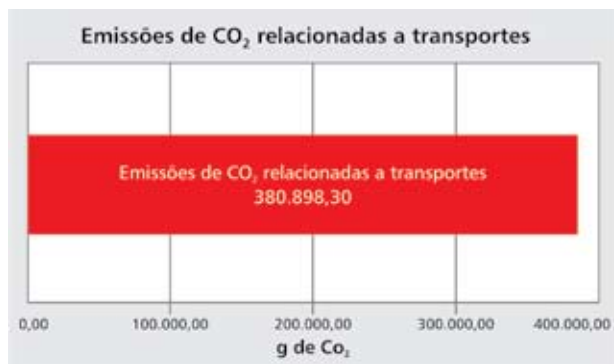 Emissões de CO₂ relacionadas a transportes
Emissões de CO₂ relacionadas a transportes
380.898,30
0,00 100.000,00 200.000,00 300.000,00 400.000,00
g de Co₂